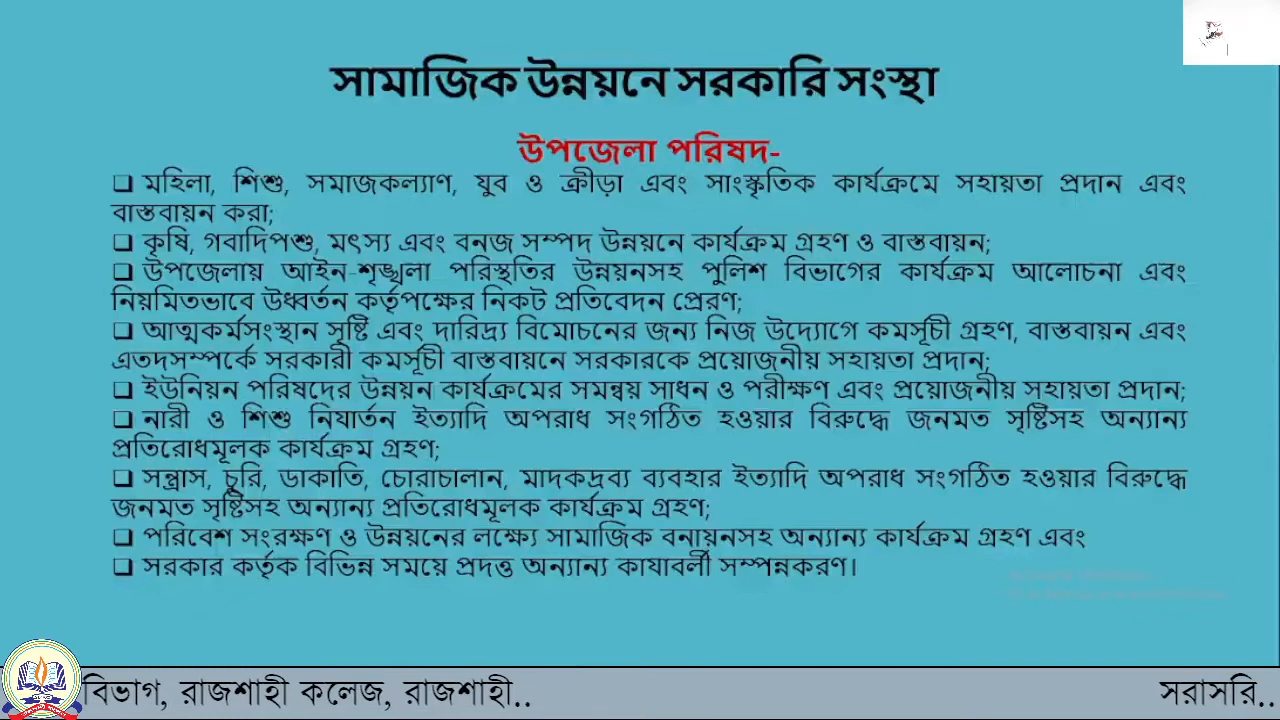 সামাজিক উন্নয়নে সরকারি সংস্থা
উপজেলা পরিষদ-
❑ মহিলা, শিশু, সমাজকল্যাণ, যুব ও ক্রীড়া এবং সাংস্কৃতিক কার্যক্রমে সহায়তা প্রদান এবং
বাস্তবায়ন করা;
❑ কৃষি, গবাদিপশু, মৎস্য এবং বনজ সম্পদ উন্নয়নে কার্যক্রম গ্রহণ ও বাস্তবায়ন;
❑ উপজেলায় আইন-শৃঙ্খলা পরিস্থতির উন্নয়নসহ পুলিশ বিভাগের কার্যক্রম আলোচনা এবং
নিয়মিতভাবে উধ্বর্তন কর্তৃপক্ষের নিকট প্রতিবেদন প্রেরণ;
❑ আত্মকর্মসংস্থান সৃষ্টি এবং দারিদ্র্য বিমোচনের জন্য নিজ উদ্যোগে কমর্সূচী গ্রহণ, বাস্তবায়ন এবং
এতদসম্পর্কে সরকারী কমর্সূচী বাস্তবায়নে সরকারকে প্রয়োজনীয় সহায়তা প্রদান;
❑ ইউনিয়ন পরিষদের উন্নয়ন কার্যক্রমের সমন্বয় সাধন ও পরীক্ষণ এবং প্রয়োজনীয় সহায়তা প্রদান;
❑ নারী ও শিশু নিযার্তন ইত্যাদি অপরাধ সংগঠিত হওয়ার বিরুদ্ধে জনমত সৃষ্টিসহ অন্যান্য
প্রতিরোধমূলক কার্যক্রম গ্রহণ;
❑ সন্ত্রাস, চুরি, ডাকাতি, চোরাচালান, মাদকদ্রব্য ব্যবহার ইত্যাদি অপরাধ সংগঠিত হওয়ার বিরুদ্ধে
জনমত সৃষ্টিসহ অন্যান্য প্রতিরোধমূলক কার্যক্রম গ্রহণ;
❑ পরিবেশ সংরক্ষণ ও উন্নয়নের লক্ষ্যে সামাজিক বনায়নসহ অন্যান্য কার্যক্রম গ্রহণ এবং
❑ সরকার কর্তৃক বিভিন্ন সময়ে প্রদত্ত অন্যান্য কাযাবর্লী সম্পন্নকরণ।
বিভাগ, রাজশাহী কলেজ, রাজশাহী.. সরাসরি..